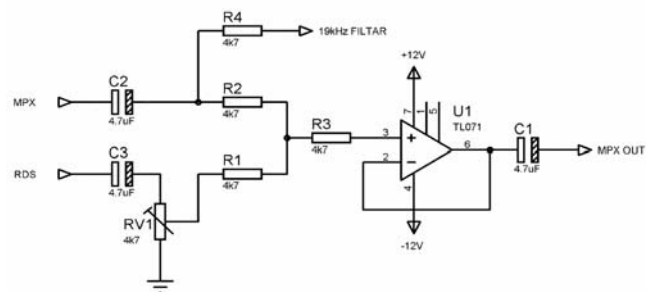 R4
4k7
19kHz FILTAR
+12V
C2
4.7uF
MPX
R2
4k7
7
1
5
U1
TL071
R3
4k7
3
2
6
4
C1
4.7uF
MPX OUT
C3
4.7uF
RDS
R1
4k7
RV1
4k7
-12V